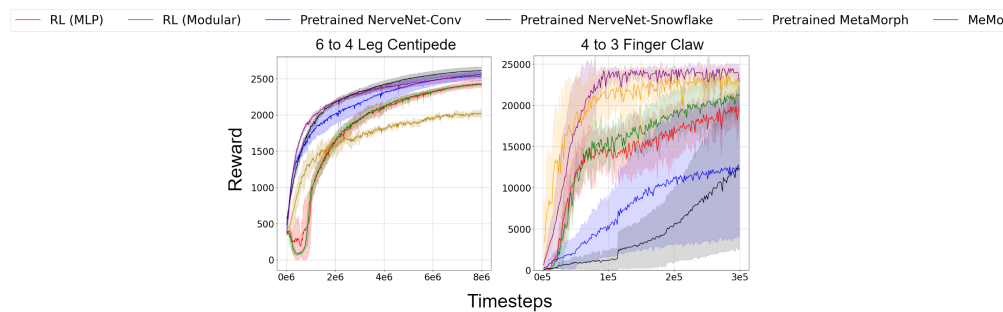 RL (MLP) RL (Modular) Pretrained NerveNet-Conv Pretrained NerveNet-Snowflake Pretrained MetaMorph MeMo
6 to 4 Leg Centipede 4 to 3 Finger Claw
Reward
2500
2000
1500
1000
500
0
0e6 2e6 4e6 6e6 8e6
25000
20000
15000
10000
5000
0
0e5 1e5 2e5 3e5
Timesteps